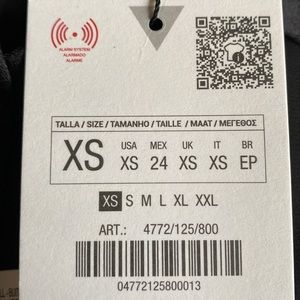 ALARM SYSTEM
ALARMADO
ALARME
TALLA / SIZE / TAMANHO / TAILLE / MAAT / ΜΕΓΕΘΟΣ
XS
USA MEX UK IT BR
XS 24 XS XS EP
XS S M L XL XXL
ART.: 4772/125/800
04772125800013